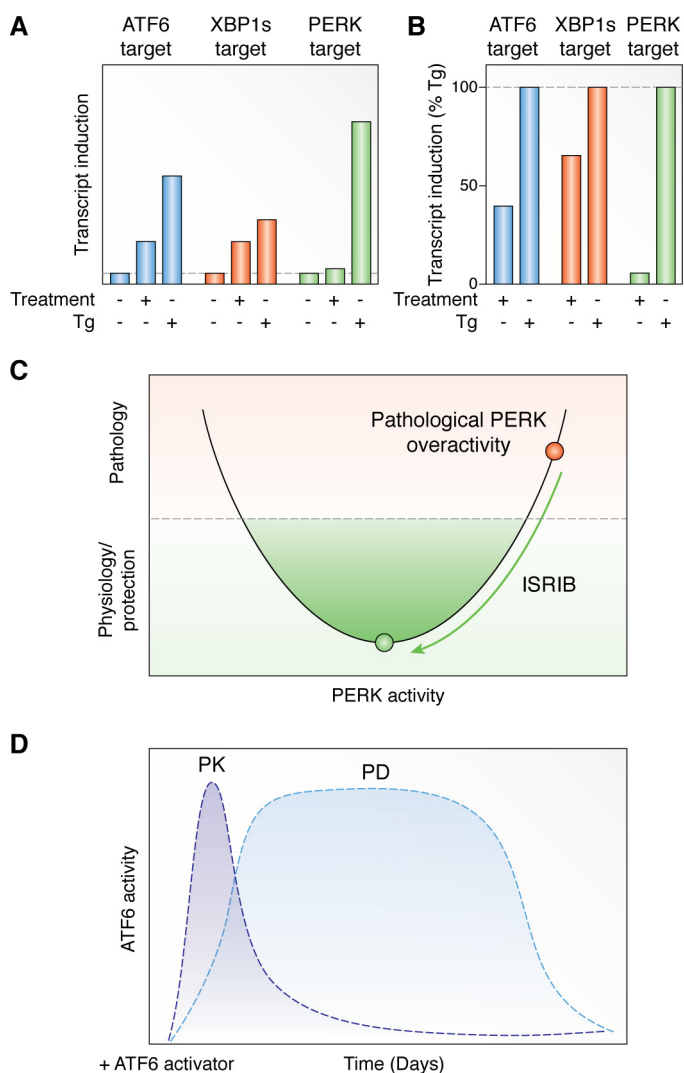 A
ATF6 XBP1s PERK
target target target
Transcript induction
Treatment - + - - + - - + -
Tg - - + - - + - - +
B
ATF6 XBP1s PERK
target target target
Transcript induction (% Tg)
100
50
0
Treatment + - + - + -
Tg - + - + - +
C
Pathology
Physiology/
protection
Pathological PERK
overactivity
ISRIB
PERK activity
D
PK
PD
ATF6 activity
+ ATF6 activator
Time (Days)